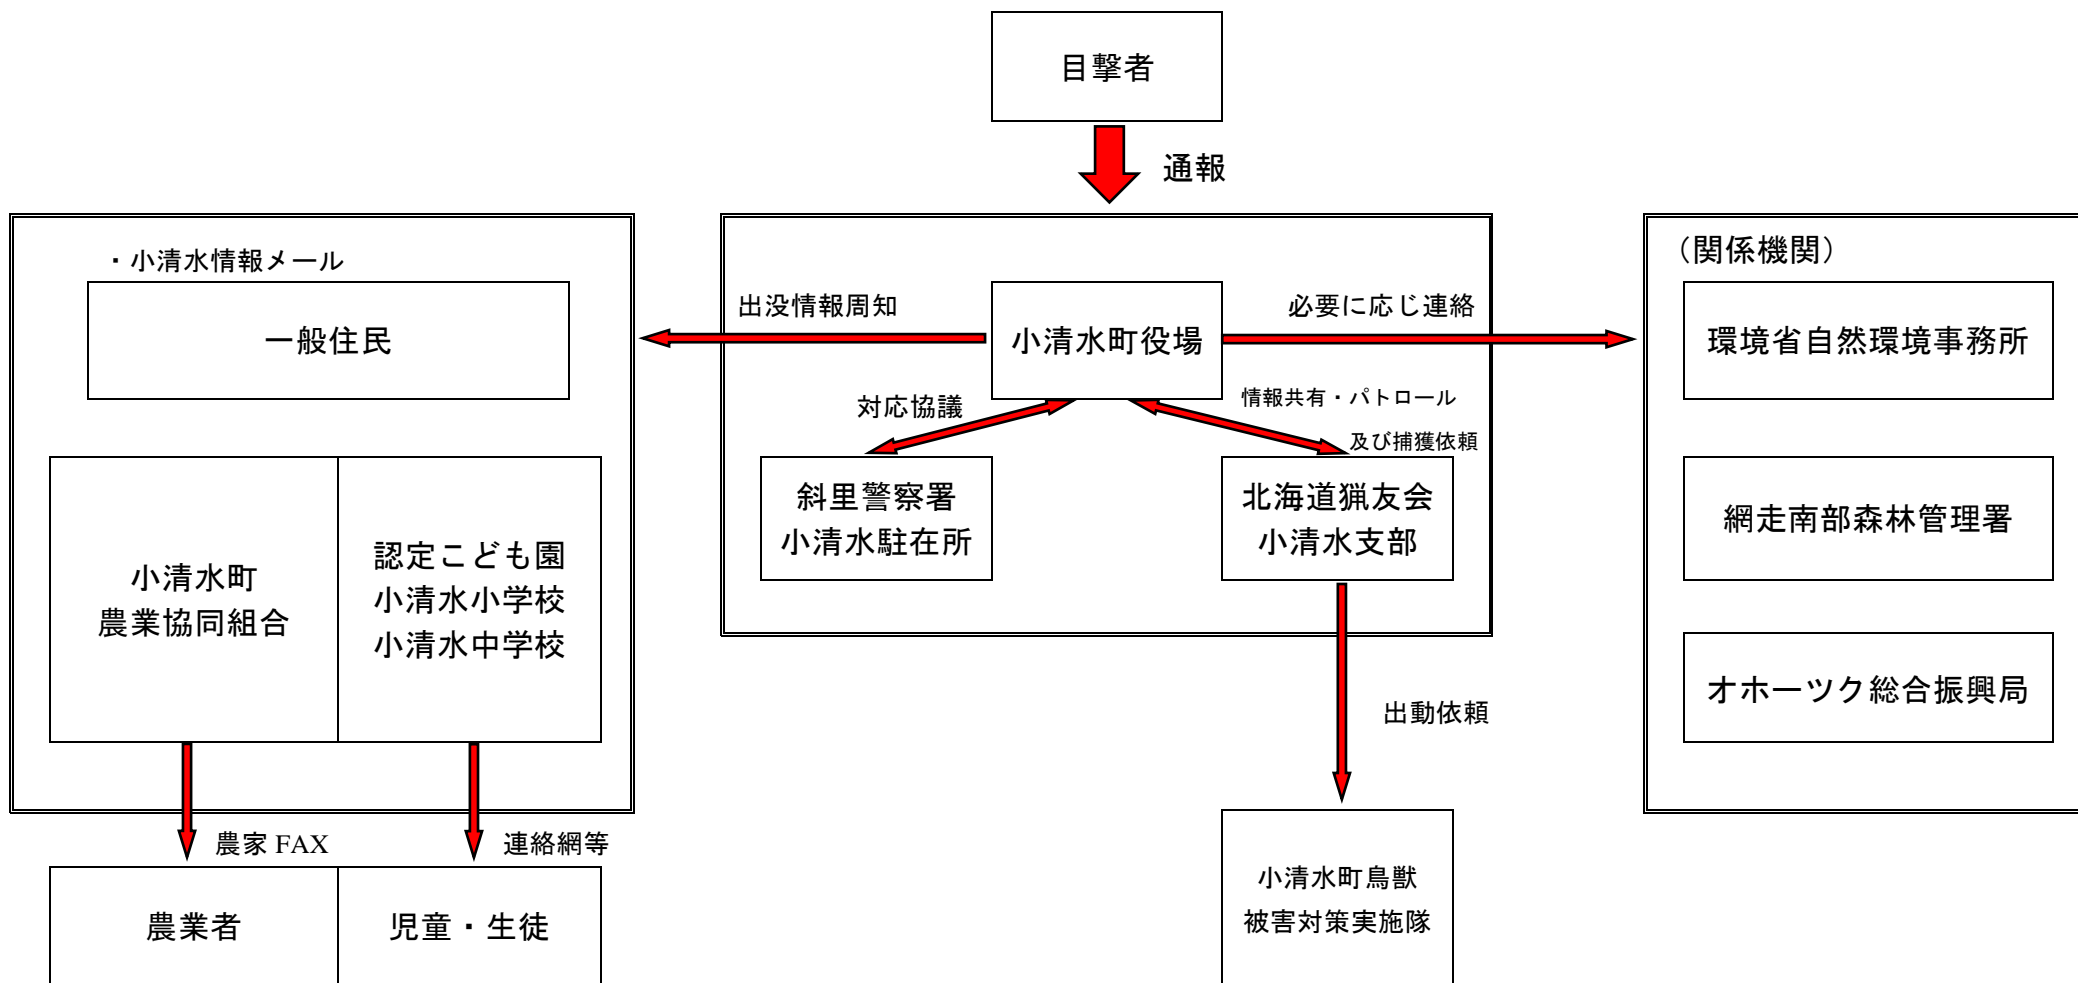 目撃者
通報
・小清水情報メール
一般住民
小清水町
農業協同組合
認定こども園
小清水小学校
小清水中学校
農家 FAX
連絡網等
農業者
児童・生徒
出没情報周知
小清水町役場
必要に応じ連絡
対応協議
情報共有・パトロール
及び捕獲依頼
斜里警察署
小清水駐在所
北海道猟友会
小清水支部
出動依頼
小清水町鳥獣
被害対策実施隊
（関係機関）
環境省自然環境事務所
網走南部森林管理署
オホーツク総合振興局